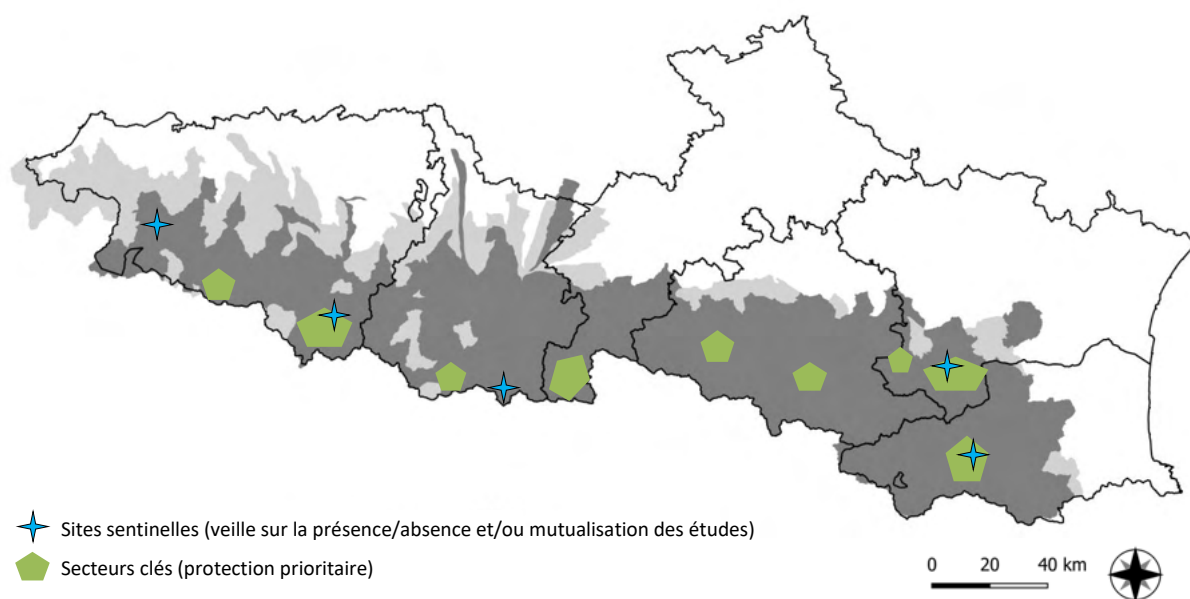 Sites sentinelles (veille sur la présence/absence et/ou mutualisation des études)
Secteurs clés (protection prioritaire)
0 20 40 km